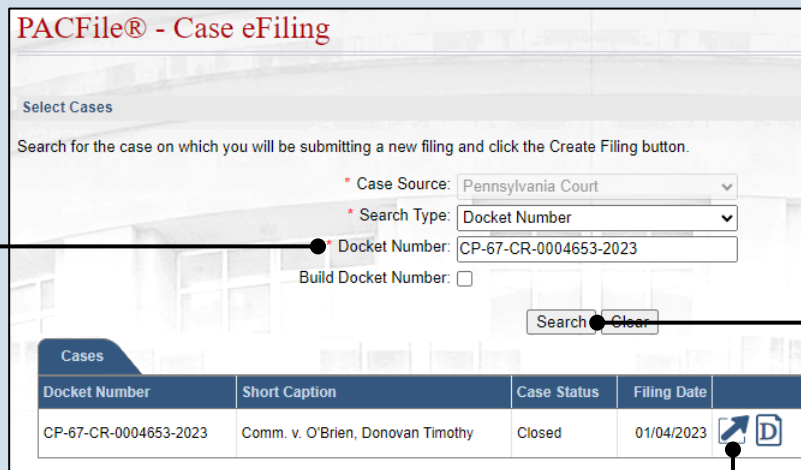 PACFile® - Case eFiling
Select Cases
Search for the case on which you will be submitting a new filing and click the Create Filing button.
* Case Source: Pennsylvania Court
* Search Type: Docket Number
* Docket Number: CP-67-CR-0004653-2023
Build Docket Number:
Search Clear
Cases
Docket Number Short Caption Case Status Filing Date
CP-67-CR-0004653-2023 Comm. v. O'Brien, Donovan Timothy Closed 01/04/2023 D